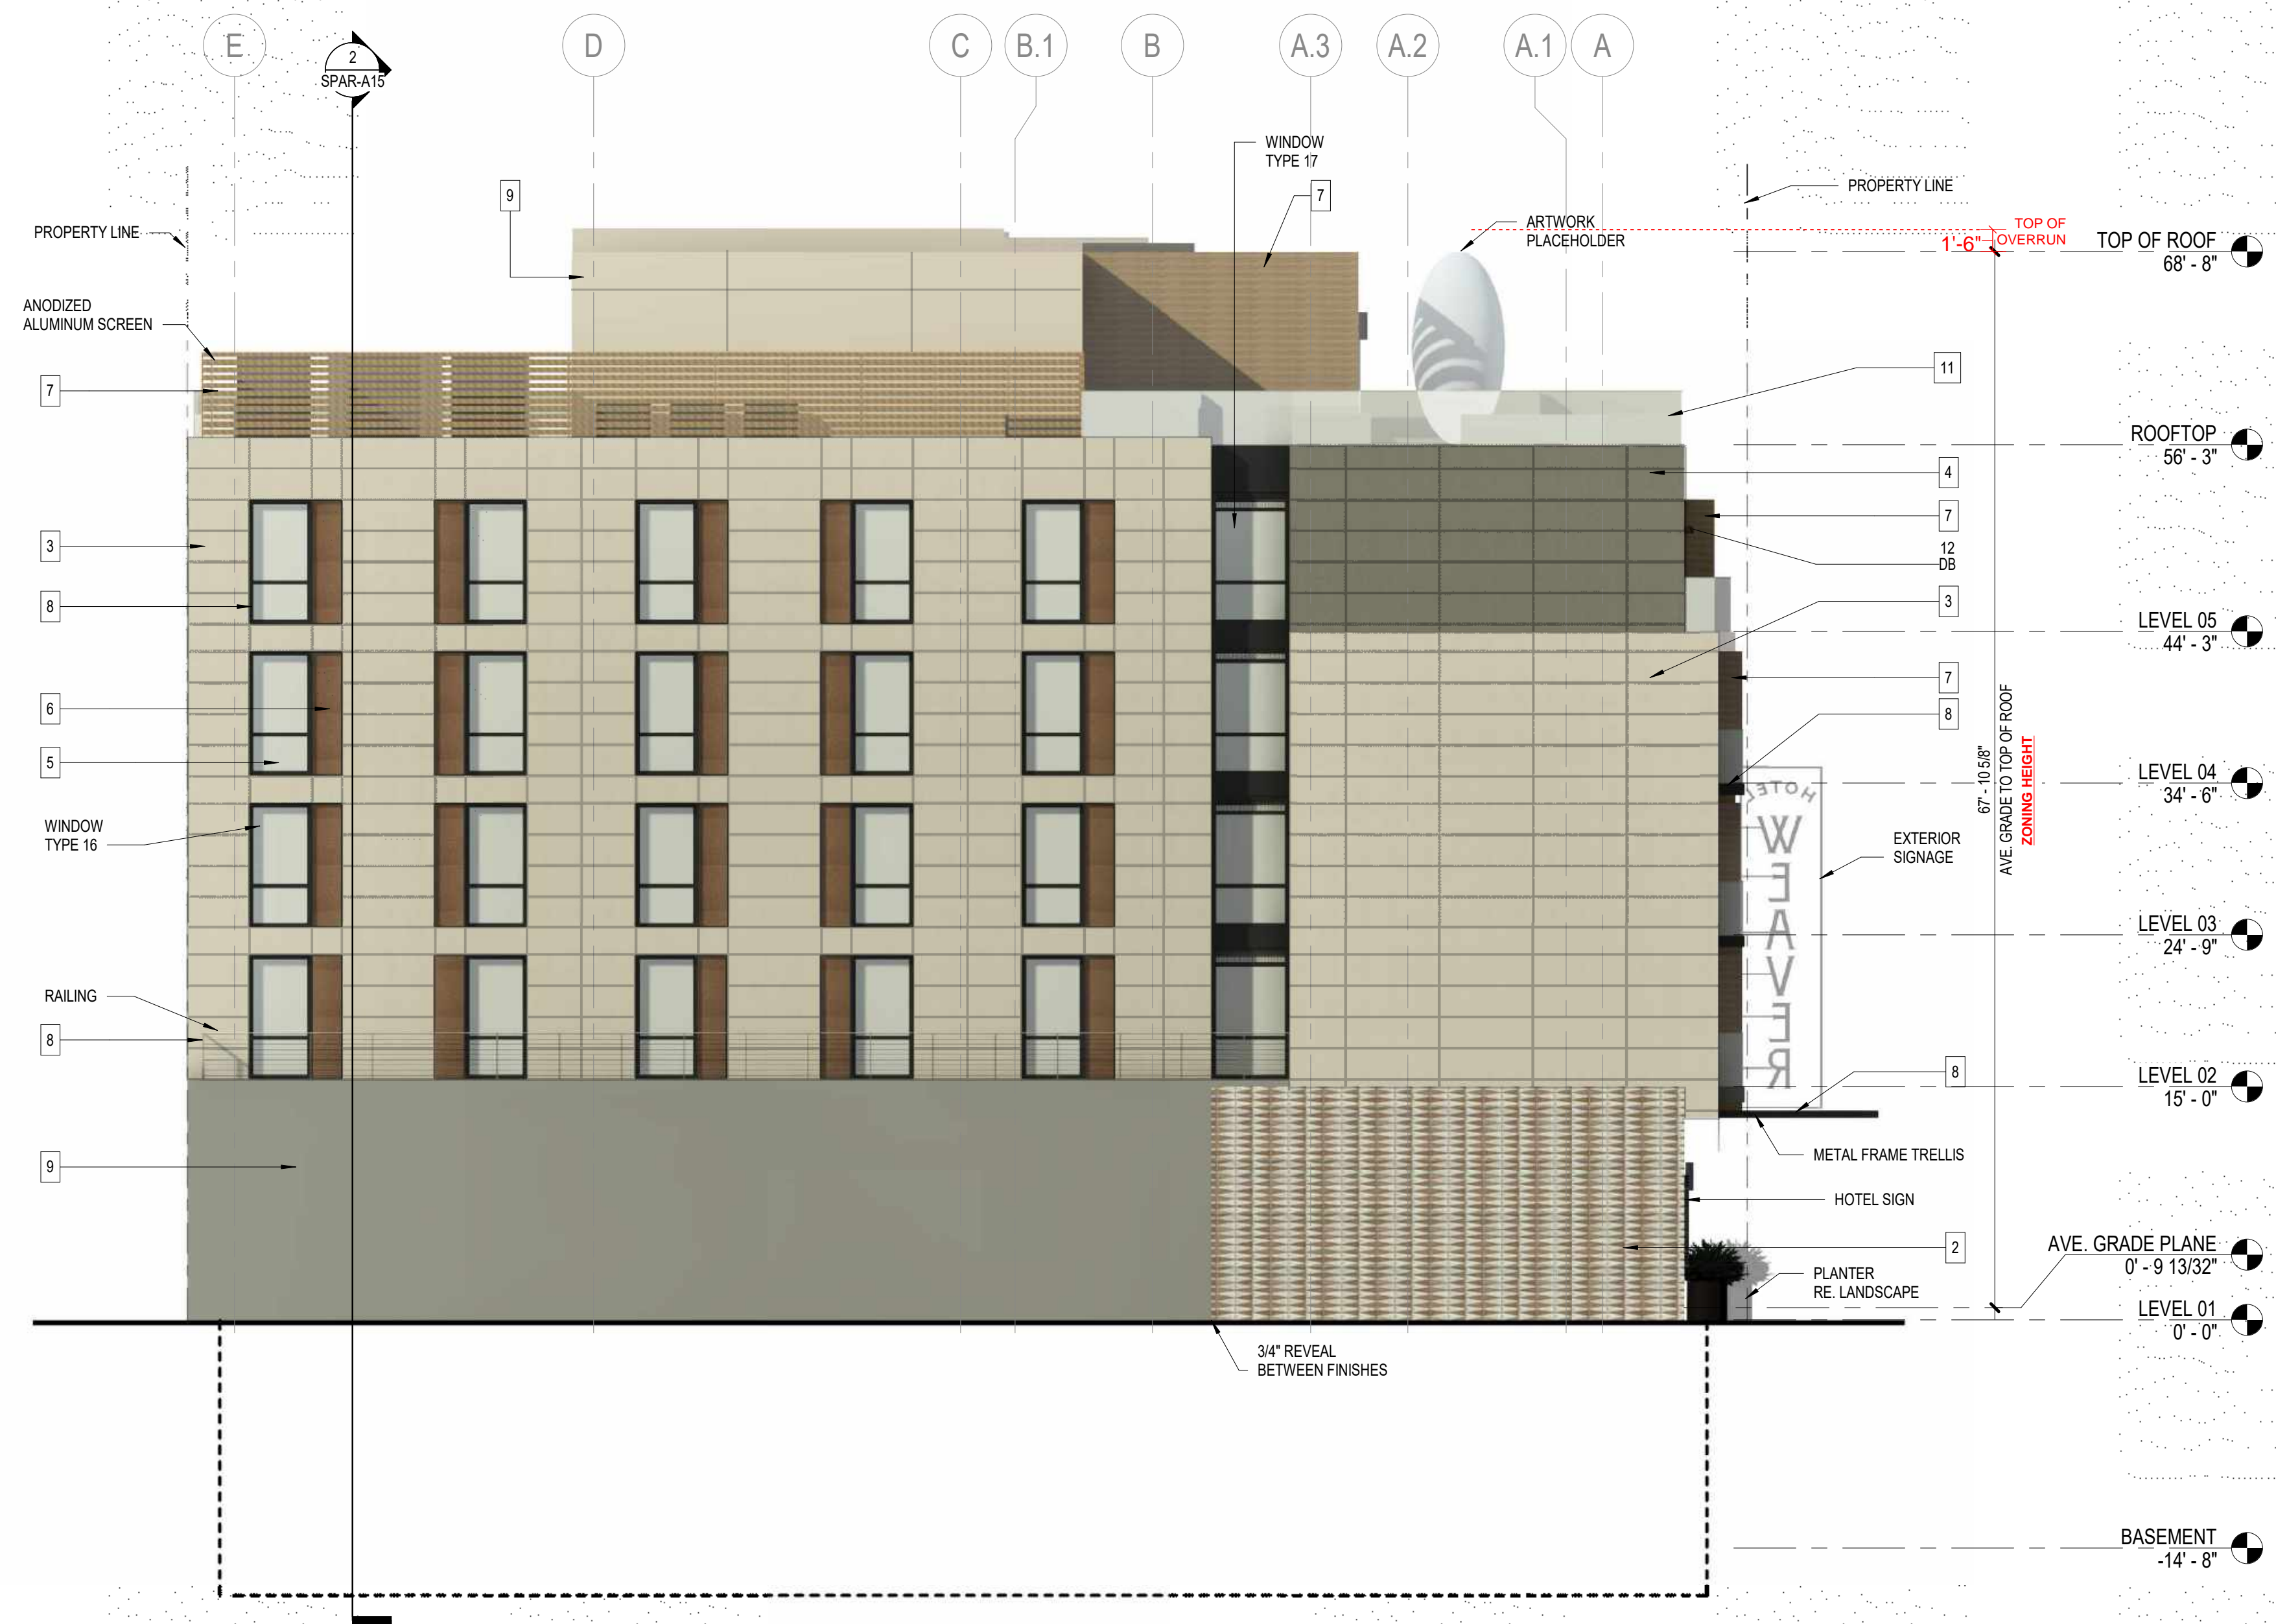 E
D
C
B.1
B
A.3
A.2
A.1
A
2
SPAR-A15
WINDOW
TYPE 17
9
7
PROPERTY LINE
ARTWORK
PLACEHOLDER
TOP OF
OVERRUN
1'-6"
PROPERTY LINE
TOP OF ROOF
68' - 8"
ANODIZED
ALUMINUM SCREEN
7
11
ROOFTOP
56' - 3"
4
7
3
12
DB
8
3
LEVEL 05
44' - 3"
6
7
8
5
67' - 10 5/8"
AVE. GRADE TO TOP OF ROOF
ZONING HEIGHT
LEVEL 04
34' - 6"
HOTEL
WEAVER
WINDOW
TYPE 16
EXTERIOR
SIGNAGE
LEVEL 03
24' - 9"
RAILING
8
8
LEVEL 02
15' - 0"
METAL FRAME TRELLIS
9
HOTEL SIGN
2
AVE. GRADE PLANE
0' - 9 13/32"
PLANTER
RE. LANDSCAPE
LEVEL 01
0' - 0"
3/4" REVEAL
BETWEEN FINISHES
BASEMENT
-14' - 8"